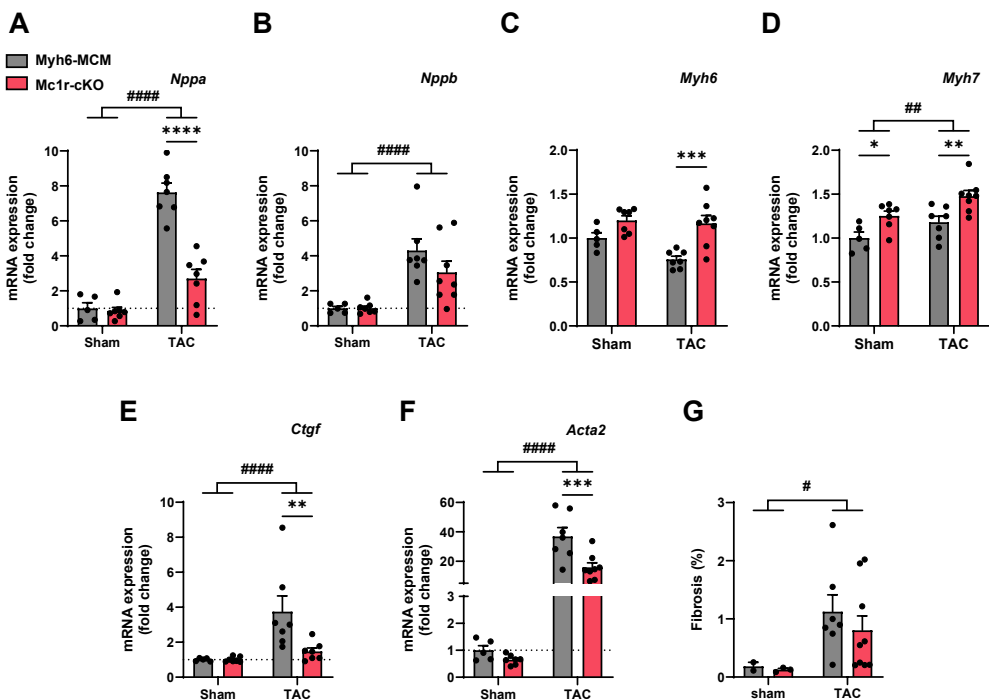 A
B
C
D
Myh6-MCM
Mc1r-cKO
Nppa
Nppb
Myh6
Myh7
####
****
####
***
##
*
**
mRNA expression
(fold change)
10
8
6
4
2
0
Sham
TAC
mRNA expression
(fold change)
10
8
6
4
2
0
Sham
TAC
mRNA expression
(fold change)
2.0
1.5
1.0
0.5
0.0
Sham
TAC
mRNA expression
(fold change)
2.0
1.5
1.0
0.5
0.0
Sham
TAC
E
F
G
Ctgf
Acta2
####
**
####
***
#
mRNA expression
(fold change)
10
8
6
4
2
0
Sham
TAC
mRNA expression
(fold change)
60
40
20
2
1
1
0
Sham
TAC
Fibrosis (%)
3
2
1
0
sham
TAC